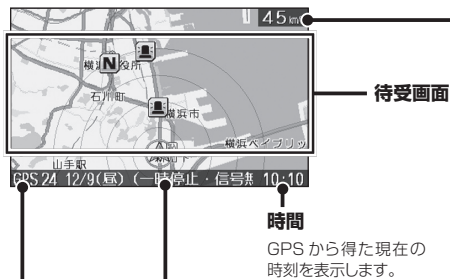 45km
N
横浜市役所
石川町
横浜市
横浜ベイブリッ
山手駅
GPS 24 12/9(昼) (一時停止・信号無 10:10
待受画面
時間
GPS から得た現在の
時刻を表示します。